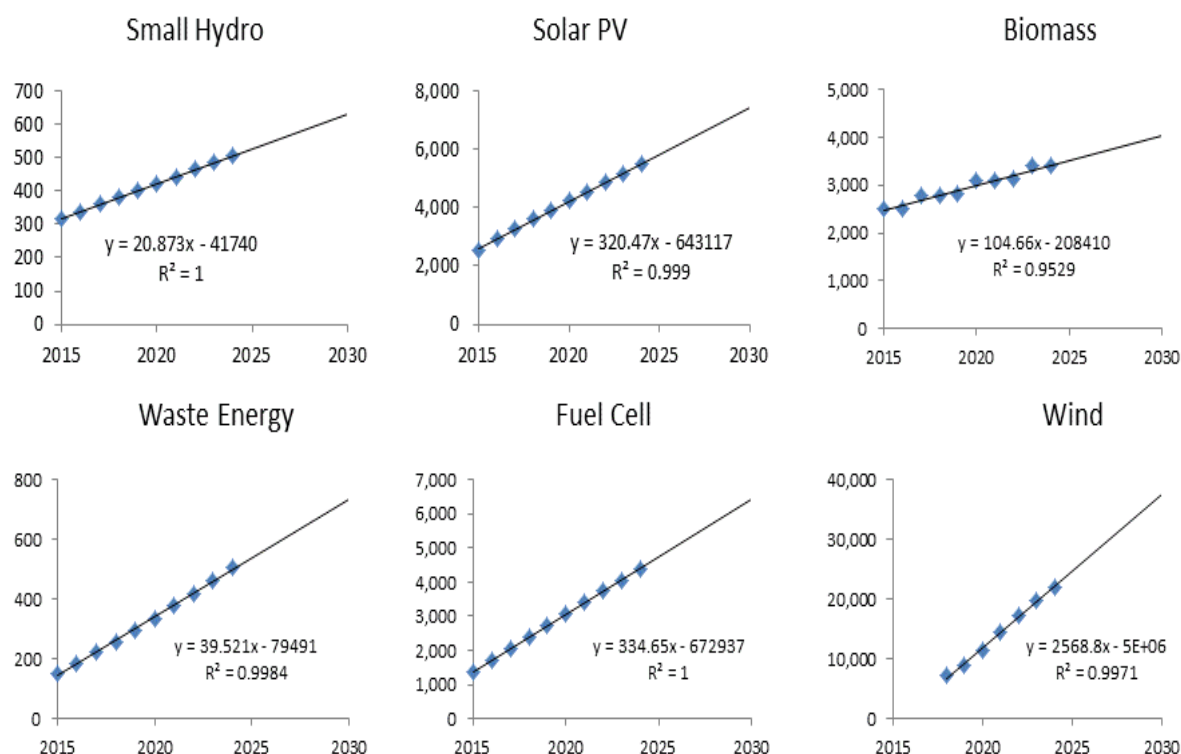 Small Hydro
700
600
500
400
300
200
100
0
y = 20.873x - 41740
R² = 1
2015 2020 2025 2030
Solar PV
8,000
6,000
4,000
2,000
0
y = 320.47x - 643117
R² = 0.999
2015 2020 2025 2030
Biomass
5,000
4,000
3,000
2,000
1,000
0
y = 104.66x - 208410
R² = 0.9529
2015 2020 2025 2030
Waste Energy
800
600
400
200
0
y = 39.521x - 79491
R² = 0.9984
2015 2020 2025 2030
Fuel Cell
7,000
6,000
5,000
4,000
3,000
2,000
1,000
0
y = 334.65x - 672937
R² = 1
2015 2020 2025 2030
Wind
40,000
30,000
20,000
10,000
0
y = 2568.8x - 5E+06
R² = 0.9971
2015 2020 2025 2030